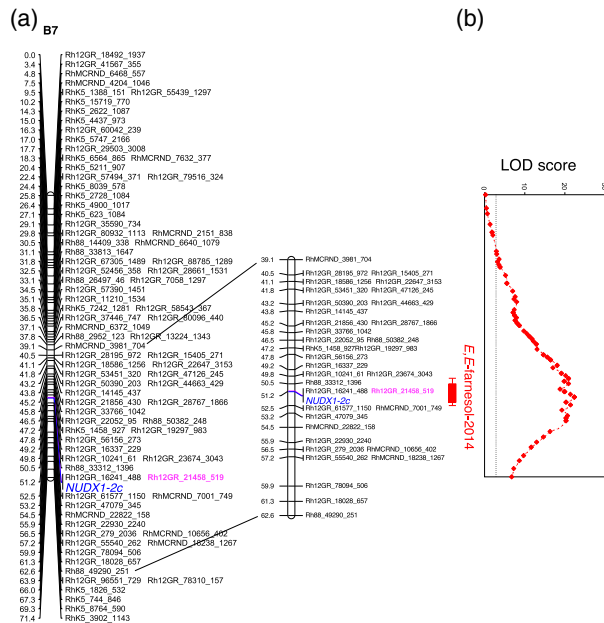 (a)
B7
0.0 Rh12GR_18492_1937
3.4 Rh12GR_41567_355
4.8 RhMCRND_6468_557
7.5 RhMCRND_4204_1046
9.5 RhK5_1388_151 Rh12GR_55439_1297
10.2 RhK5_15719_770
14.3 RhK5_2622_1087
15.0 RhK5_4437_973
16.3 Rh12GR_60042_239
17.0 RhK5_5747_2166
17.7 Rh12GR_29503_3008
18.3 RhK5_6564_865 RhMCRND_7632_377
20.4 RhK5_5211_907
22.4 Rh12GR_57494_371 Rh12GR_79516_324
24.4 RhK5_8039_578
25.8 RhK5_2728_1084
26.4 RhK5_4900_1017
27.1 RhK5_623_1084
29.1 Rh12GR_35590_734
29.8 Rh12GR_80932_1113 RhMCRND_2151_838
30.5 Rh88_14409_338 RhMCRND_6640_1079
31.1 Rh88_33813_1647
31.8 Rh12GR_67305_1489 Rh12GR_88785_1289
32.5 Rh12GR_52456_358 Rh12GR_28661_1531
33.1 Rh88_26497_46 Rh12GR_7058_1297
34.5 Rh12GR_57390_1451
35.1 Rh12GR_11210_1534
35.8 RhK5_7242_1281 Rh12GR_58543_367
36.5 Rh12GR_37446_747 Rh12GR_80096_440
37.1 RhMCRND_6372_1049
37.8 Rh88_2952_123 Rh12GR_13224_1343
39.1 RhMCRND_3981_704
40.5 Rh12GR_28195_972 Rh12GR_15405_271
41.1 Rh12GR_18586_1256 Rh12GR_22647_3153
41.8 Rh12GR_53451_320 Rh12GR_47126_245
43.2 Rh12GR_50390_203 Rh12GR_44663_429
43.8 Rh12GR_14145_437
45.2 Rh12GR_21856_430 Rh12GR_28767_1866
45.8 Rh12GR_33766_1042
46.5 Rh12GR_22052_95 Rh88_50382_248
47.2 RhK5_1458_927 Rh12GR_19297_983
47.8 Rh12GR_56156_273
49.2 Rh12GR_16337_229
49.8 Rh12GR_10241_61 Rh12GR_23674_3043
50.5 Rh88_33312_1396
51.2 Rh12GR_16241_488 Rh12GR_21458_519
NUDX1-2c
52.5 Rh12GR_61577_1150 RhMCRND_7001_749
53.2 Rh12GR_47079_345
54.5 RhMCRND_22822_158
55.9 Rh12GR_22930_2240
56.5 Rh12GR_279_2036 RhMCRND_10656_402
57.2 Rh12GR_55540_262 RhMCRND_18238_1267
59.9 Rh12GR_78094_506
61.3 Rh12GR_18028_657
62.6 Rh88_49290_251
63.9 Rh12GR_96551_729 Rh12GR_78310_157
66.0 RhK5_1826_532
67.3 RhK5_744_846
69.3 RhK5_8764_590
71.4 RhK5_3902_1143
39.1 RhMCRND_3981_704
40.5 Rh12GR_28195_972 Rh12GR_15405_271
41.1 Rh12GR_18586_1256 Rh12GR_22647_3153
41.8 Rh12GR_53451_320 Rh12GR_47126_245
43.2 Rh12GR_50390_203 Rh12GR_44663_429
43.8 Rh12GR_14145_437
45.2 Rh12GR_21856_430 Rh12GR_28767_1866
45.8 Rh12GR_33766_1042
46.5 Rh12GR_22052_95 Rh88_50382_248
47.2 RhK5_1458_927Rh12GR_19297_983
47.8 Rh12GR_56156_273
49.2 Rh12GR_16337_229
49.8 Rh12GR_10241_61 Rh12GR_23674_3043
50.5 Rh88_33312_1396
51.2 Rh12GR_16241_488 Rh12GR_21458_519
NUDX1-2c
52.5 Rh12GR_61577_1150 RhMCRND_7001_749
53.2 Rh12GR_47079_345
54.5 RhMCRND_22822_158
55.9 Rh12GR_22930_2240
56.5 Rh12GR_279_2036 RhMCRND_10656_402
57.2 Rh12GR_55540_262 RhMCRND_18238_1267
59.9 Rh12GR_78094_506
61.3 Rh12GR_18028_657
62.6 Rh88_49290_251
E,E-farnesol-2014
(b)
LOD score
0 10 20 30